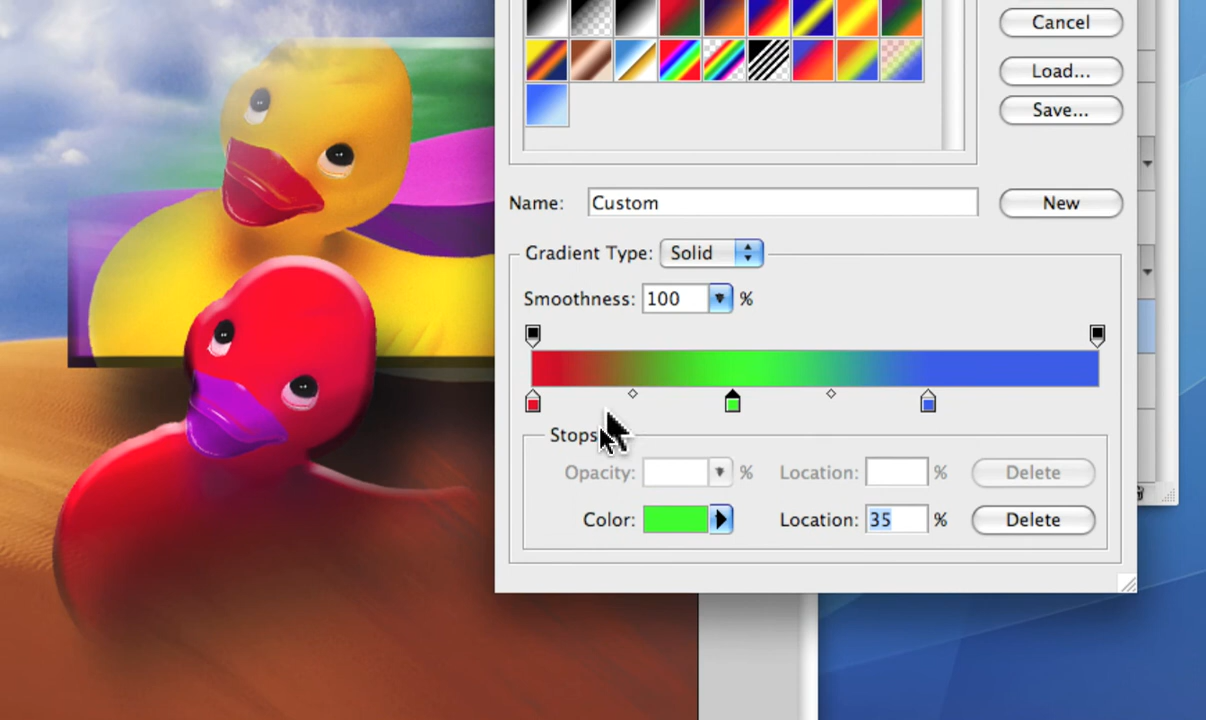 Cancel
Load...
Save...
Name: Custom
New
Gradient Type: Solid
Smoothness: 100 %
Stops
Opacity: % Location: % Delete
Color: Location: 35 % Delete